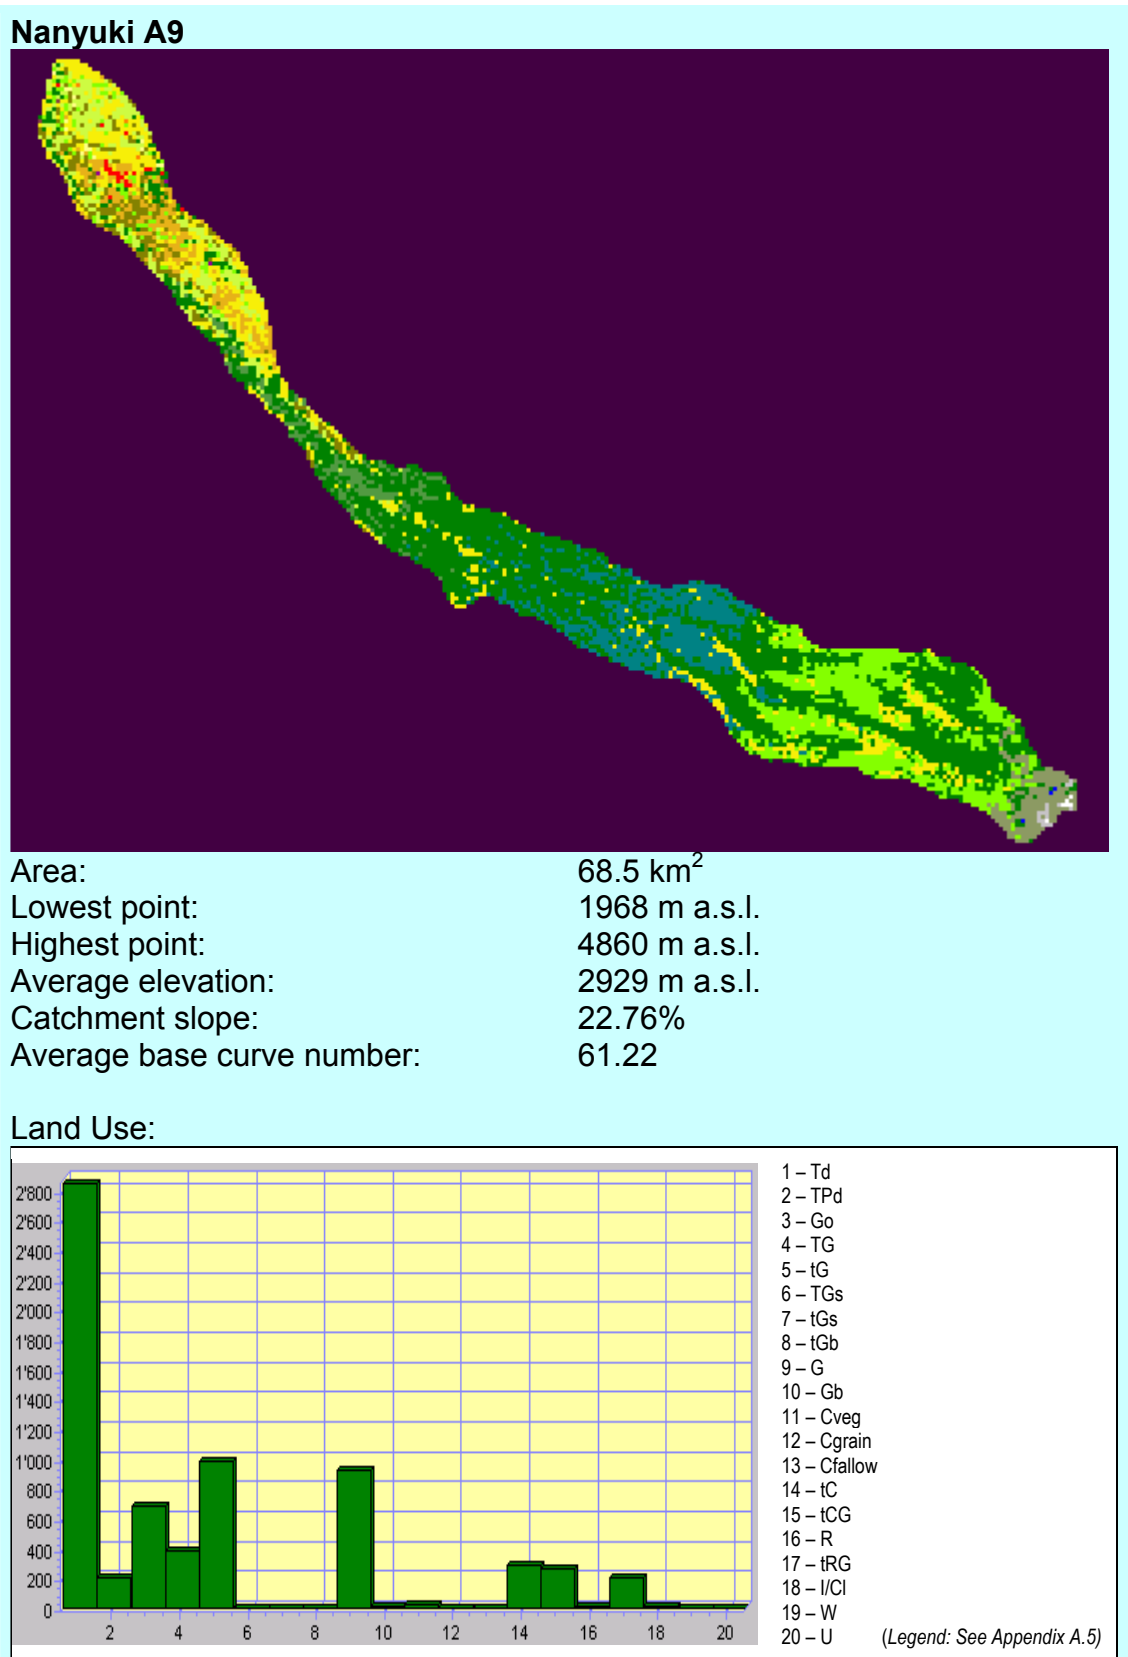 Nanyuki A9
Area: 68.5 km2
Lowest point: 1968 m a.s.l.
Highest point: 4860 m a.s.l.
Average elevation: 2929 m a.s.l.
Catchment slope: 22.76%
Average base curve number: 61.22
Land Use:
2'800
2'600
2'400
2'200
2'000
1'800
1'600
1'400
1'200
1'000
800
600
400
200
0
2 4 6 8 10 12 14 16 18 20
1 – Td
2 – TPd
3 – Go
4 – TG
5 – tG
6 – TGs
7 – tGs
8 – tGb
9 – G
10 – Gb
11 – Cveg
12 – Cgrain
13 – Cfallow
14 – tC
15 – tCG
16 – R
17 – tRG
18 – I/Cl
19 – W
20 – U (Legend: See Appendix A.5)